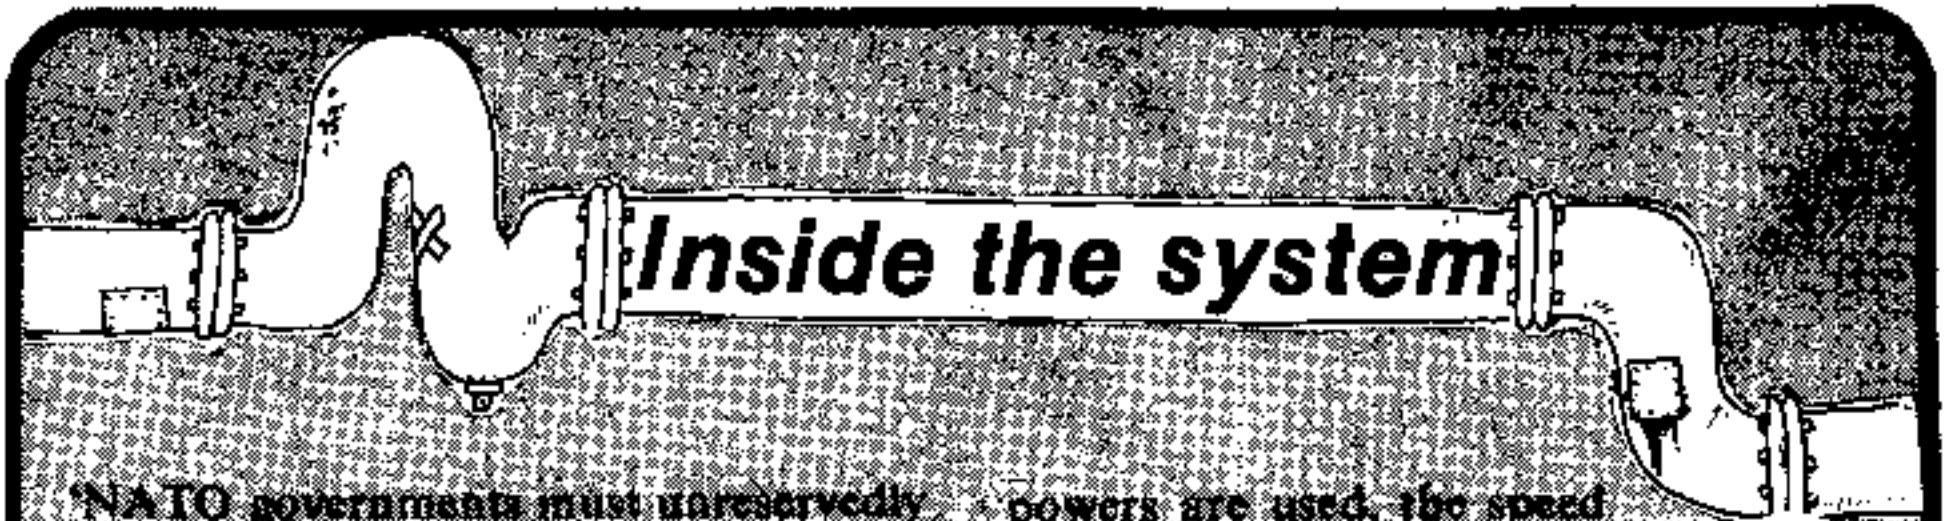 Inside the system
'NATO governments must unreservedly
powers are used, the speed